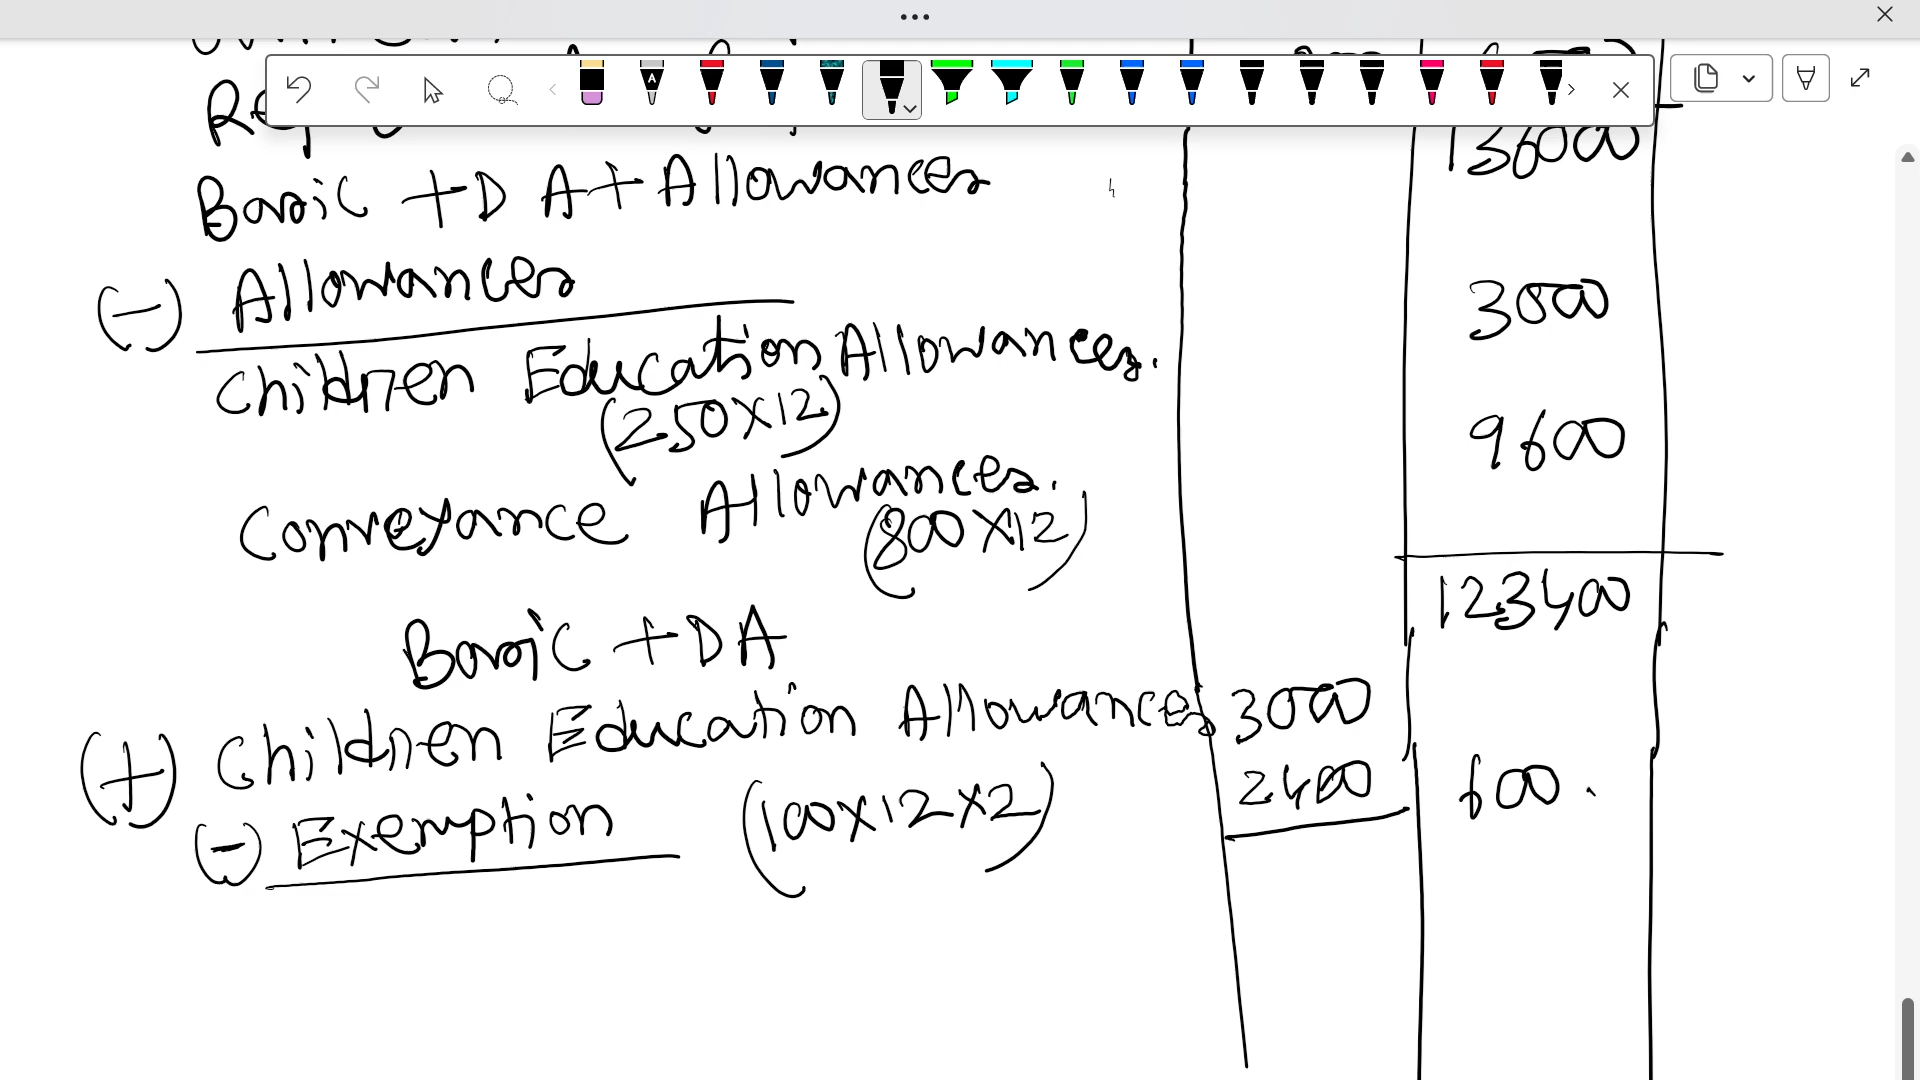 136000
Basic + D A + Allowances
(-) Allowances 3000
Children Education Allowances.
(250X12) 9600
Conveyance Allowances.
(800X12)
Basic + DA 123400
(+) Children Education Allowances 3000
(-) Exemption (100X12X2) 2400 600